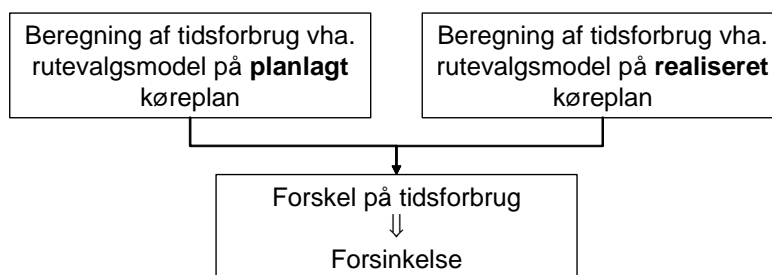 Beregning af tidsforbrug vha.
rutevalgsmodel på planlagt
køreplan
Beregning af tidsforbrug vha.
rutevalgsmodel på realiseret
køreplan
Forskel på tidsforbrug
⇓
Forsinkelse